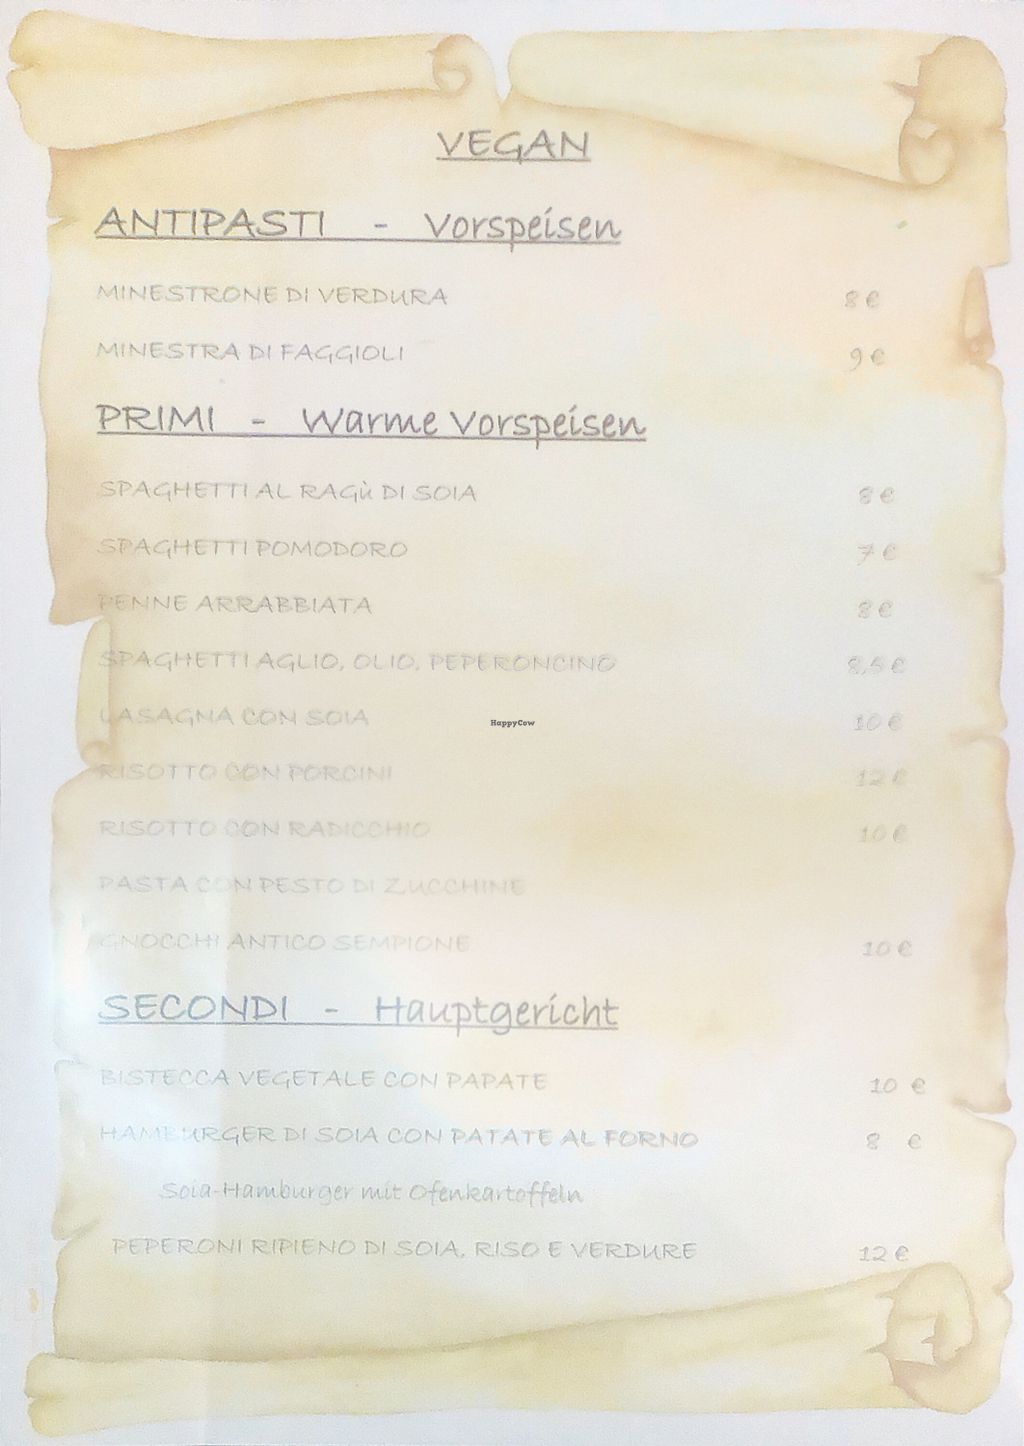 VEGAN
ANTIPASTI - Vorspeisen
MINESTRONE DI VERDURA 8 €
MINESTRA DI FAGGIOLI 9 €
PRIMI - Warme Vorspeisen
SPAGHETTI AL RAGù DI SOIA 8 €
SPAGHETTI POMODORO 7 €
PENNE ARRABBIATA 8 €
SPAGHETTI AGLIO, OLIO, PEPERONCINO 8,5 €
LASAGNA CON SOIA 10 €
HappyCow
RISOTTO CON PORCINI 12 €
RISOTTO CON RADICCHIO 10 €
PASTA CON PESTO DI ZUCCHINE
GNOCCHI ANTICO SEMPIONE 10 €
SECONDI - Hauptgericht
BISTECCA VEGETALE CON PAPATE 10 €
HAMBURGER DI SOIA CON PATATE AL FORNO 8 €
Soia-Hamburger mit Ofenkartoffeln
PEPERONI RIPIENO DI SOIA, RISO E VERDURE 12 €